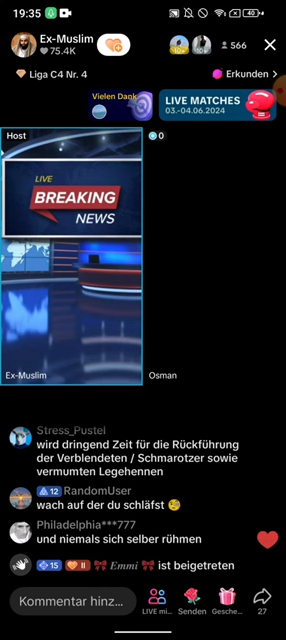 19:35
40
Ex-Muslim
75.4K
10
566
Liga C4 Nr. 4
Erkunden >
Vielen Dank
LIVE MATCHES
03.-04.06.2024
Host
0
LIVE
BREAKING
NEWS
Ex-Muslim
Osman
Stress_Pustel
wird dringend Zeit für die Rückführung
der Verblendeten / Schmarotzer sowie
vermumten Legehennen
12 RandomUser
wach auf der du schläfst
Philadelphia***777
und niemals sich selber rühmen
15 II Emmi ist beigetreten
Kommentar hinz...
LIVE mi...
Senden
Gesche...
27